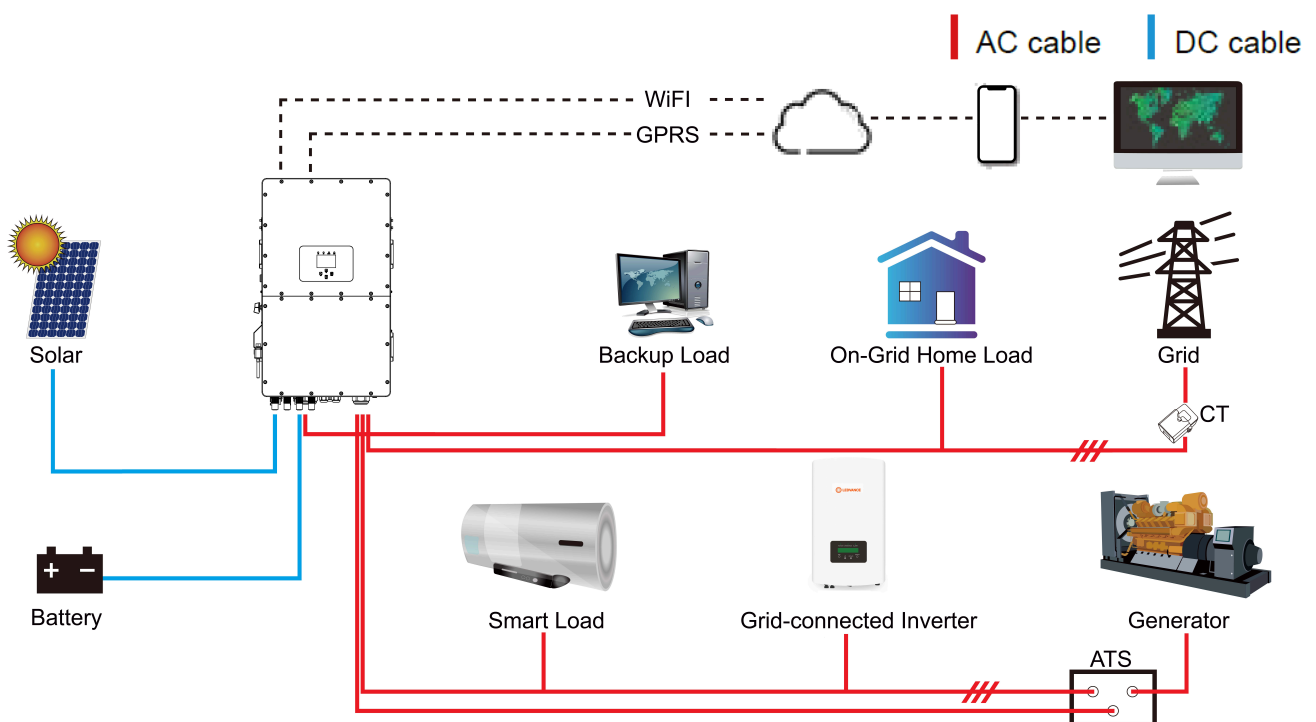 AC cable
DC cable
WiFI
GPRS
Solar
Backup Load
On-Grid Home Load
Grid
CT
LEDVANCE
Battery
Smart Load
Grid-connected Inverter
Generator
ATS